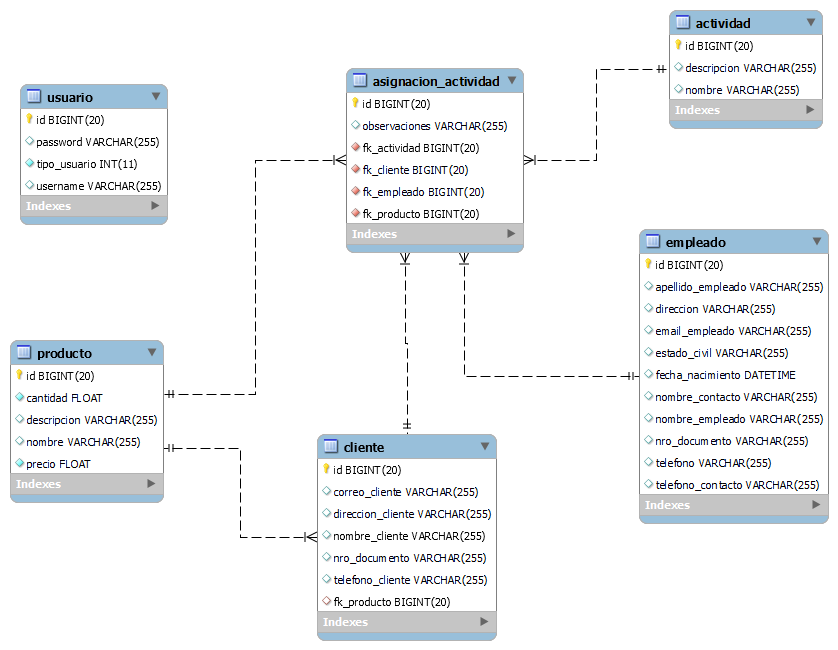 actividad
id BIGINT(20)
descripcion VARCHAR(255)
nombre VARCHAR(255)
Indexes
asignacion_actividad
id BIGINT(20)
observaciones VARCHAR(255)
fk_actividad BIGINT(20)
fk_cliente BIGINT(20)
fk_empleado BIGINT(20)
fk_producto BIGINT(20)
Indexes
usuario
id BIGINT(20)
password VARCHAR(255)
tipo_usuario INT(11)
username VARCHAR(255)
Indexes
empleado
id BIGINT(20)
apellido_empleado VARCHAR(255)
direccion VARCHAR(255)
email_empleado VARCHAR(255)
estado_civil VARCHAR(255)
fecha_nacimiento DATETIME
nombre_contacto VARCHAR(255)
nombre_empleado VARCHAR(255)
nro_documento VARCHAR(255)
telefono VARCHAR(255)
telefono_contacto VARCHAR(255)
Indexes
producto
id BIGINT(20)
cantidad FLOAT
descripcion VARCHAR(255)
nombre VARCHAR(255)
precio FLOAT
Indexes
cliente
id BIGINT(20)
correo_cliente VARCHAR(255)
direccion_cliente VARCHAR(255)
nombre_cliente VARCHAR(255)
nro_documento VARCHAR(255)
telefono_cliente VARCHAR(255)
fk_producto BIGINT(20)
Indexes